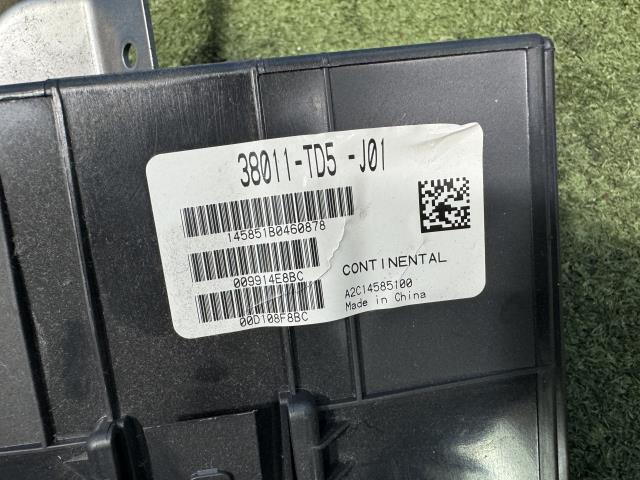 38011-TD5 -J01
145851B0460878
009914E8BC
00D108F8BC
CONTINENTAL
A2C14585100
Made in China